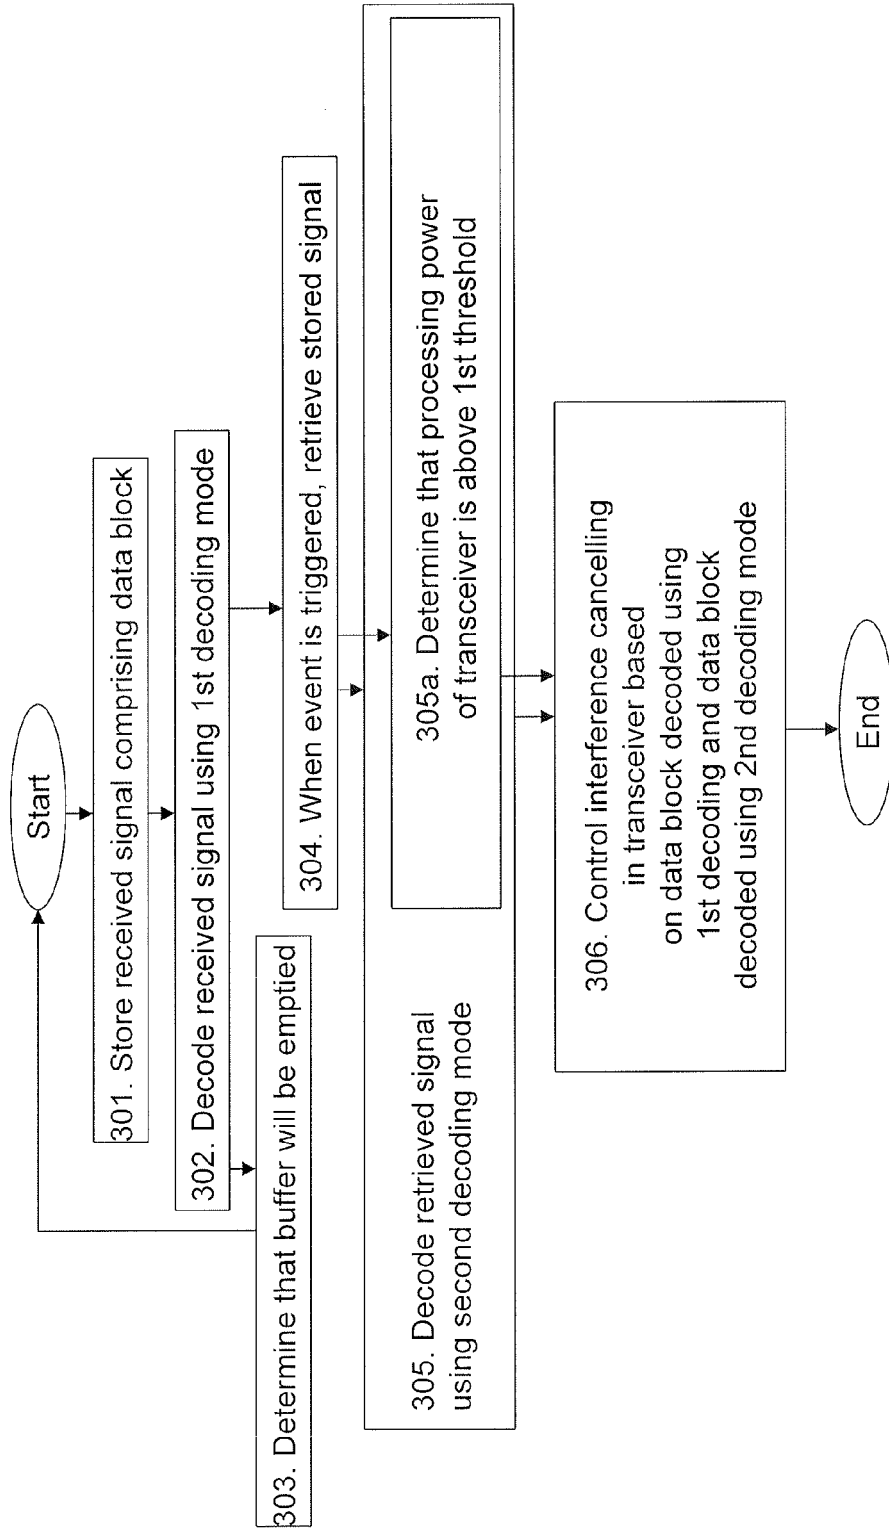 Start
301. Store received signal comprising data block
302. Decode received signal using 1st decoding mode
303. Determine that buffer will be emptied
304. When event is triggered, retrieve stored signal
305. Decode retrieved signal
using second decoding mode
305a. Determine that processing power
of transceiver is above 1st threshold
306. Control interference cancelling
in transceiver based
on data block decoded using
1st decoding and data block
decoded using 2nd decoding mode
End